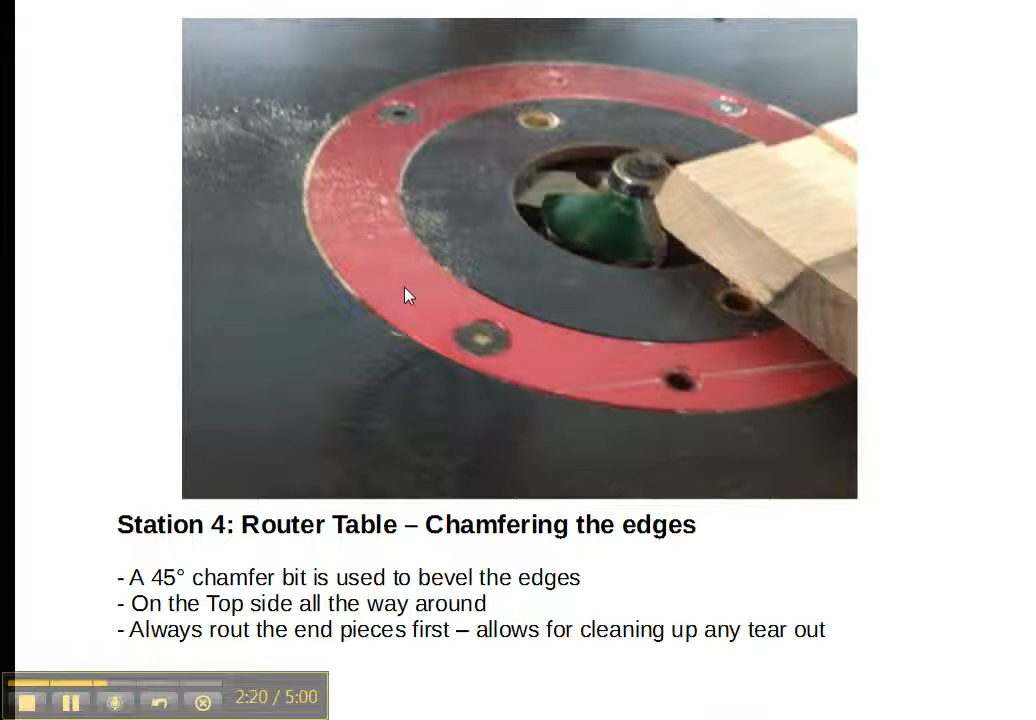 Station 4: Router Table – Chamfering the edges
- A 45° chamfer bit is used to bevel the edges
- On the Top side all the way around
- Always rout the end pieces first – allows for cleaning up any tear out
2:20 / 5:00